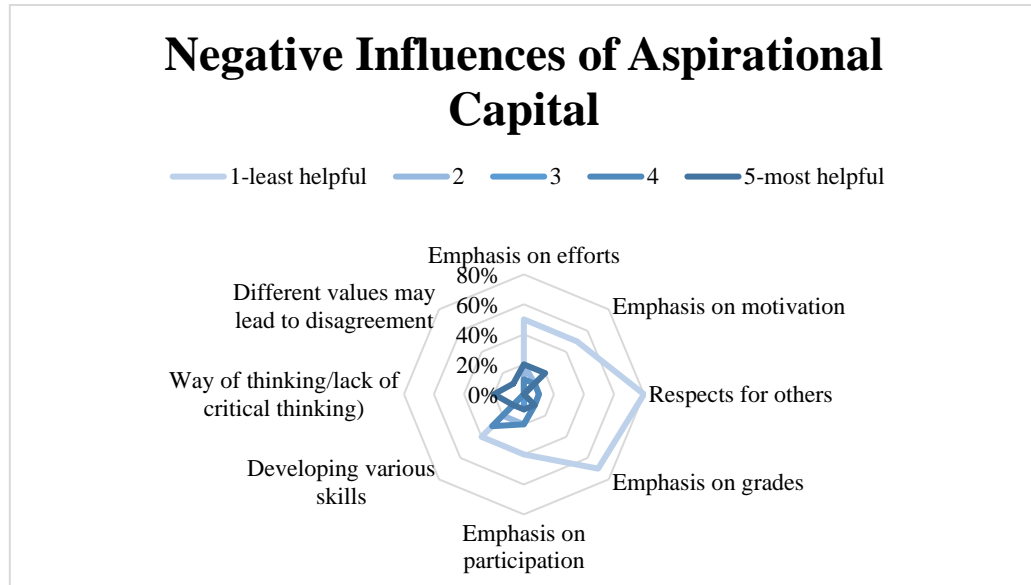 Negative Influences of Aspirational
Capital
1-least helpful
2
3
4
5-most helpful
Emphasis on efforts
80%
60%
40%
20%
0%
Different values may
lead to disagreement
Emphasis on motivation
Way of thinking/lack of
critical thinking)
Respects for others
Developing various
skills
Emphasis on grades
Emphasis on
participation